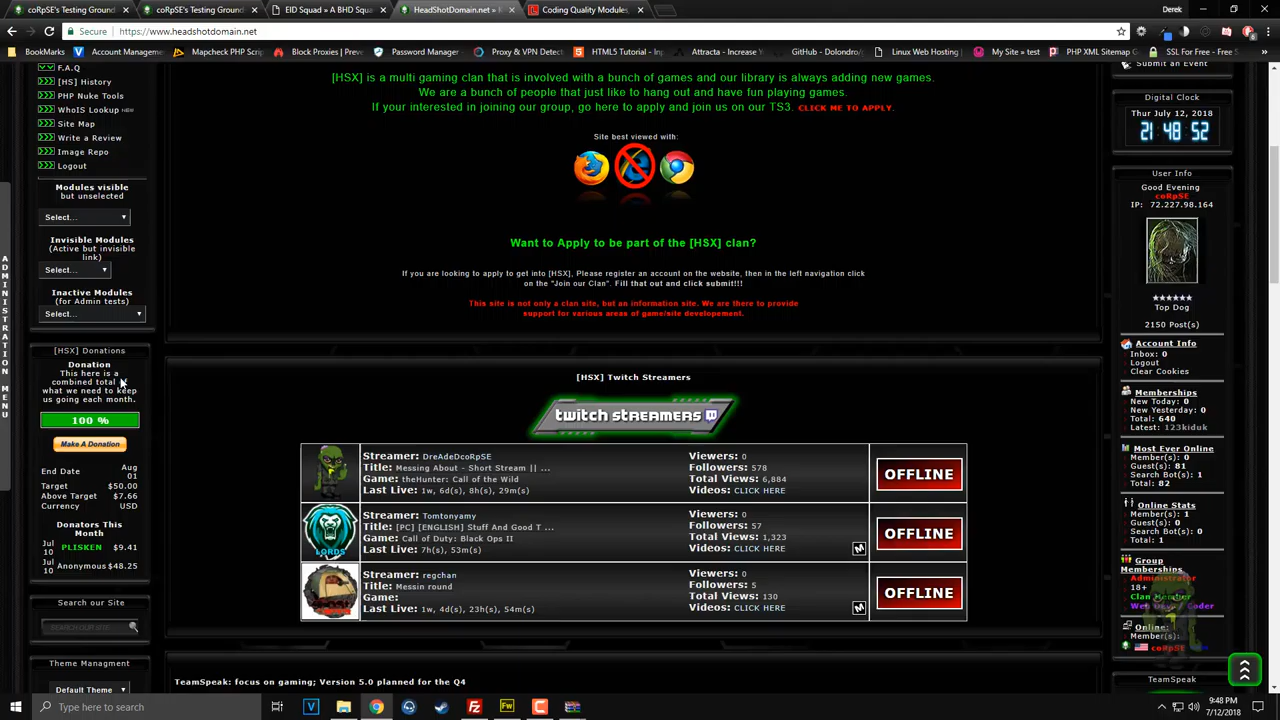 coRpSE's Testing Ground
coRpSE's Testing Ground
EID Squad » A BHD Squad
HeadShotDomain.net »
Coding Quality Modules,
Derek
Secure
https://www.headshotdomain.net
BookMarks
Account Management
Mapcheck PHP Scrip
Block Proxies | Preve
Password Manager
Proxy & VPN Detect
HTML5 Tutorial - In
Attracta - Increase Y
GitHub - Dolondro/g
Linux Web Hosting
My Site » test
PHP XML Sitemap G
SSL For Free - Free S
F.A.Q
[HS] History
PHP Nuke Tools
WhoIS Lookup NEW
Site Map
Write a Review
Image Repo
Logout
Modules visible
but unselected
Select...
Invisible Modules
(Active but invisible
link)
Select...
Inactive Modules
(for Admin tests)
Select...
ADMINISTRATION MENU
[HSX] Donations
Donation
This here is a
combined total
what we need to keep
us going each month.
100 %
Make A Donation
End Date Aug 01
Target $50.00
Above Target $7.66
Currency USD
Donators This
Month
Jul 10 PLISKEN $9.41
Jul 10 Anonymous $48.25
Search our Site
SEARCH OUR SITE
Theme Managment
Default Theme
[HSX] is a multi gaming clan that is involved with a bunch of games and our library is always adding new games.
We are a bunch of people that just like to hang out and have fun playing games.
If your interested in joining our group, go here to apply and join us on our TS3. CLICK ME TO APPLY.
Site best viewed with:
Want to Apply to be part of the [HSX] clan?
If you are looking to apply to get into [HSX], Please register an account on the website, then in the left navigation click
on the "Join our Clan". Fill that out and click submit!!!
This site is not only a clan site, but an information site. We are there to provide
support for various areas of game/site developement.
[HSX] Twitch Streamers
twitch streamers
Streamer: DreAdeDcoRpSE
Title: Messing About - Short Stream || ...
Game: theHunter: Call of the Wild
Last Live: 1w, 6d(s), 8h(s), 29m(s)
Viewers: 0
Followers: 578
Total Views: 6,884
Videos: CLICK HERE
OFFLINE
LORDS
Streamer: Tomtonyamy
Title: [PC] [ENGLISH] Stuff And Good T ...
Game: Call of Duty: Black Ops II
Last Live: 7h(s), 53m(s)
Viewers: 0
Followers: 57
Total Views: 1,323
Videos: CLICK HERE
OFFLINE
Streamer: regchan
Title: Messin round
Game:
Last Live: 1w, 4d(s), 23h(s), 54m(s)
Viewers: 0
Followers: 5
Total Views: 130
Videos: CLICK HERE
OFFLINE
TeamSpeak: focus on gaming; Version 5.0 planned for the Q4
Submit an Event
Digital Clock
Thur July 12, 2018
21 48 52
User Info
Good Evening
coRpSE
IP: 72.227.98.164
Top Dog
2150 Post(s)
Account Info
Inbox: 0
Logout
Clear Cookies
Memberships
New Today: 0
New Yesterday: 0
Total: 640
Latest: 123kiduk
Most Ever Online
Member(s): 0
Guest(s): 81
Search Bot(s): 1
Total: 82
Online Stats
Member(s): 1
Guest(s): 0
Search Bot(s): 0
Total: 1
Group
Memberships
Administrator
18+
Clan Member
Web Devs / Coder
Online:
Member(s):
coRpSE
TeamSpeak
Type here to search
9:48 PM
7/12/2018